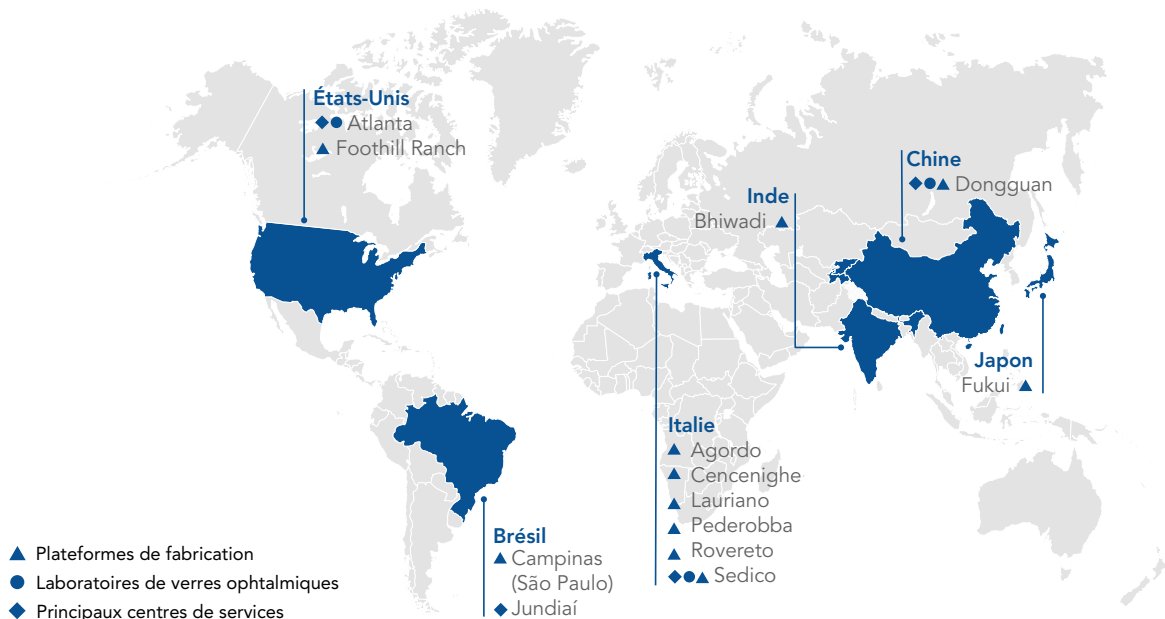 États-Unis
Atlanta
Foothill Ranch
Chine
Dongguan
Inde
Bhiwadi
Japon
Fukui
Italie
Agordo
Cencenighe
Lauriano
Pederobba
Rovereto
Sedico
Brésil
Campinas
(São Paulo)
Jundiaí
Plateformes de fabrication
Laboratoires de verres ophtalmiques
Principaux centres de services